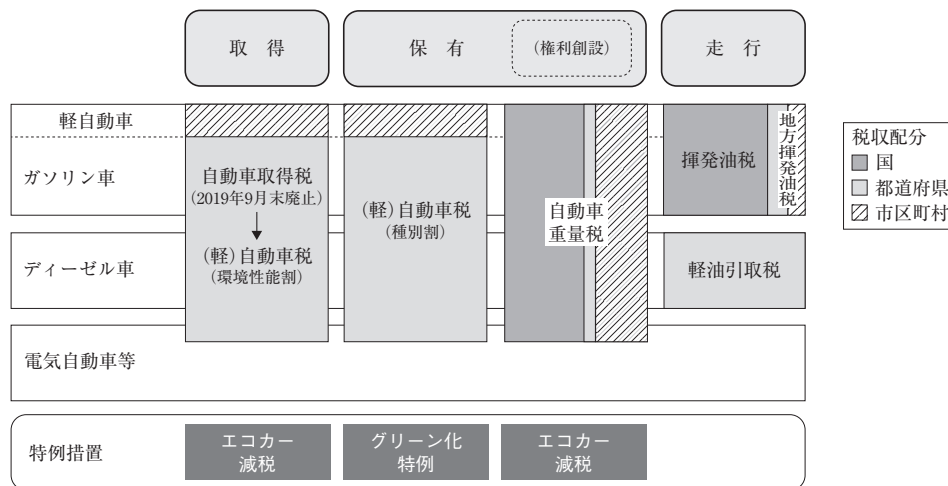 取 得
保 有
(権利創設)
走 行
軽自動車
ガソリン車
ディーゼル車
電気自動車等
特例措置
自動車取得税
(2019年9月末廃止)
(軽)自動車税
(環境性能割)
(軽)自動車税
(種別割)
自動車
重量税
揮発油税
地方揮発油税
軽油引取税
税収配分
国
都道府県
市区町村
エコカー
減税
グリーン化
特例
エコカー
減税